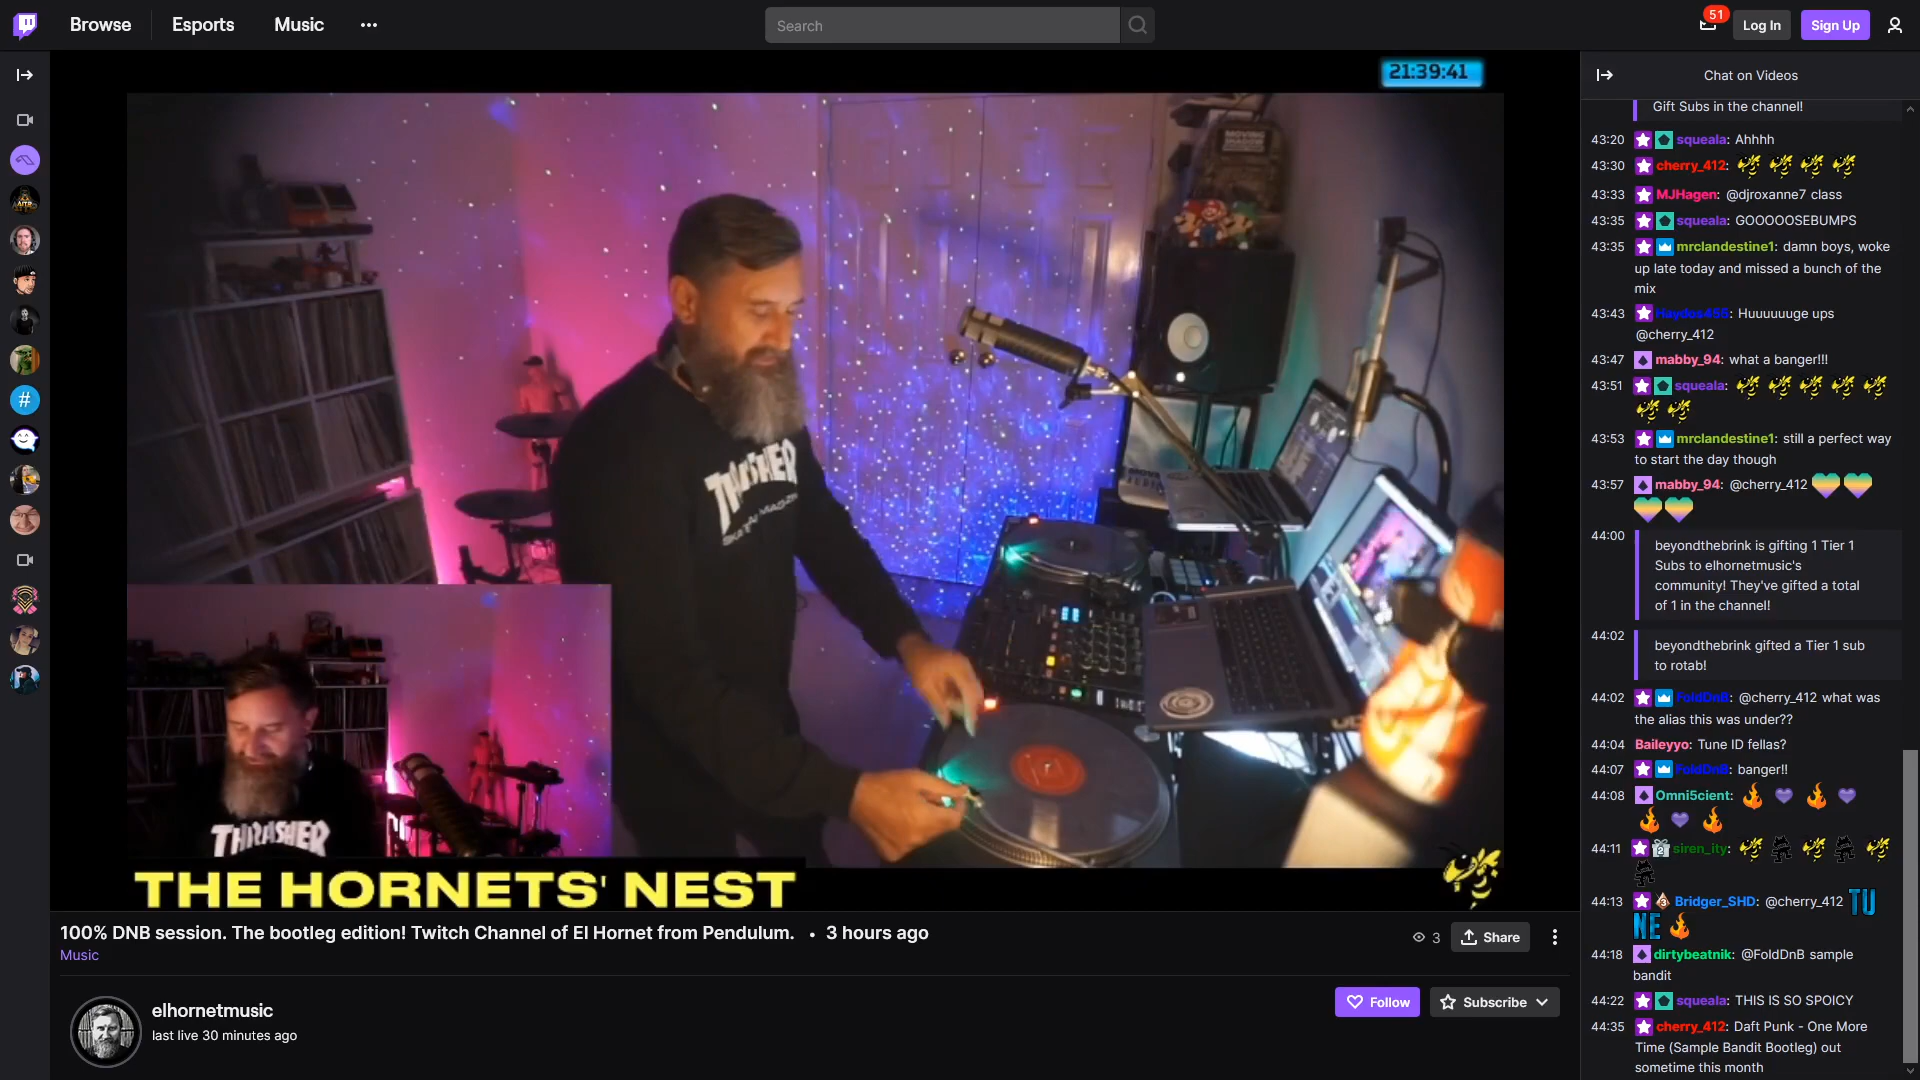 Browse
Esports
Music
Search
51
Log In
Sign Up
21:39:41
MOVING
SHADOW
THRASHER
THRASHER
THE HORNETS' NEST
100% DNB session. The bootleg edition! Twitch Channel of El Hornet from Pendulum. • 3 hours ago
Music
3
Share
elhornetmusic
last live 30 minutes ago
Follow
Subscribe
Chat on Videos
Gift Subs in the channel!
43:20 squeala: Ahhhh
43:30 cherry_412:
43:33 MJHagen: @djroxanne7 class
43:35 squeala: GOOOOOSEBUMPS
43:35 mrclandestine1: damn boys, woke
up late today and missed a bunch of the
mix
43:43 Haydos455: Huuuuuuge ups
@cherry_412
43:47 mabby_94: what a banger!!!
43:51 squeala:
43:53 mrclandestine1: still a perfect way
to start the day though
43:57 mabby_94: @cherry_412
44:00
beyondthebrink is gifting 1 Tier 1
Subs to elhornetmusic's
community! They've gifted a total
of 1 in the channel!
44:02
beyondthebrink gifted a Tier 1 sub
to rotab!
44:02 FoldDnB: @cherry_412 what was
the alias this was under??
44:04 Baileyyo: Tune ID fellas?
44:07 FoldDnB: banger!!
44:08 Omni5cient:
44:11 siren_ity:
44:13 Bridger_SHD: @cherry_412 TU
NE
44:18 dirtybeatnik: @FoldDnB sample
bandit
44:22 squeala: THIS IS SO SPOICY
44:35 cherry_412: Daft Punk - One More
Time (Sample Bandit Bootleg) out
sometime this month